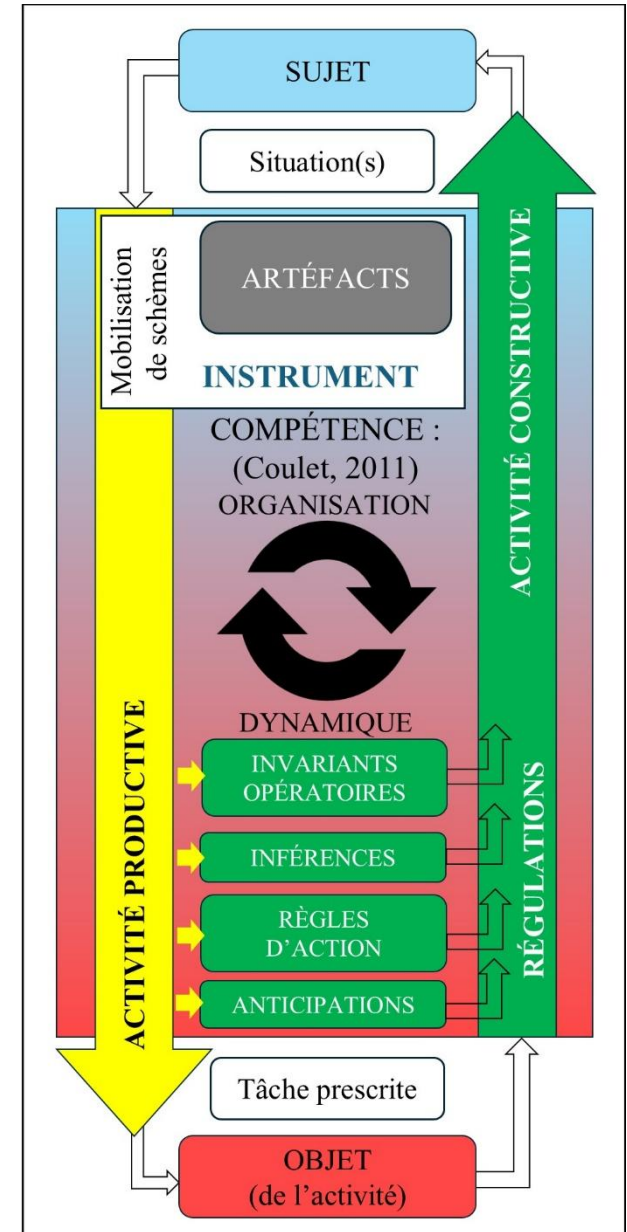 SUJET
Situation(s)
Mobilisation
de schèmes
ARTÉFACTS
INSTRUMENT
COMPÉTENCE :
(Coulet, 2011)
ORGANISATION
DYNAMIQUE
INVARIANTS
OPÉRATOIRES
INFÉRENCES
RÈGLES
D’ACTION
ANTICIPATIONS
ACTIVITÉ PRODUCTIVE
ACTIVITÉ CONSTRUCTIVE
RÉGULATIONS
Tâche prescrite
OBJET
(de l’activité)